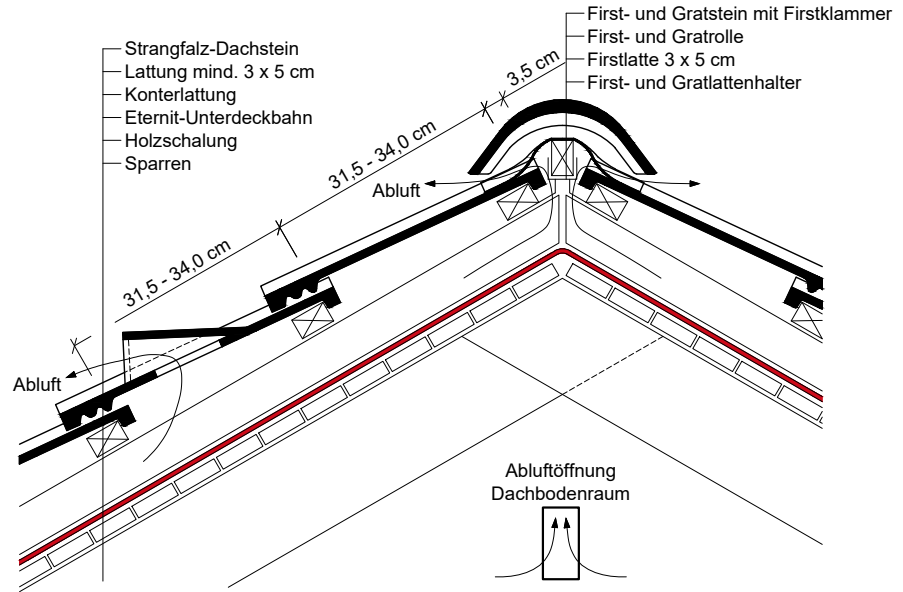 First- und Gratstein mit Firstklammer
First- und Gratrolle
Firstlatte 3 x 5 cm
First- und Gratlattenhalter
Strangfalz-Dachstein
Lattung mind. 3 x 5 cm
Konterlattung
Eternit-Unterdeckbahn
Holzschalung
Sparren
3,5 cm
31,5 - 34,0 cm
Abluft
31,5 - 34,0 cm
Abluft
Abluftöffnung
Dachbodenraum